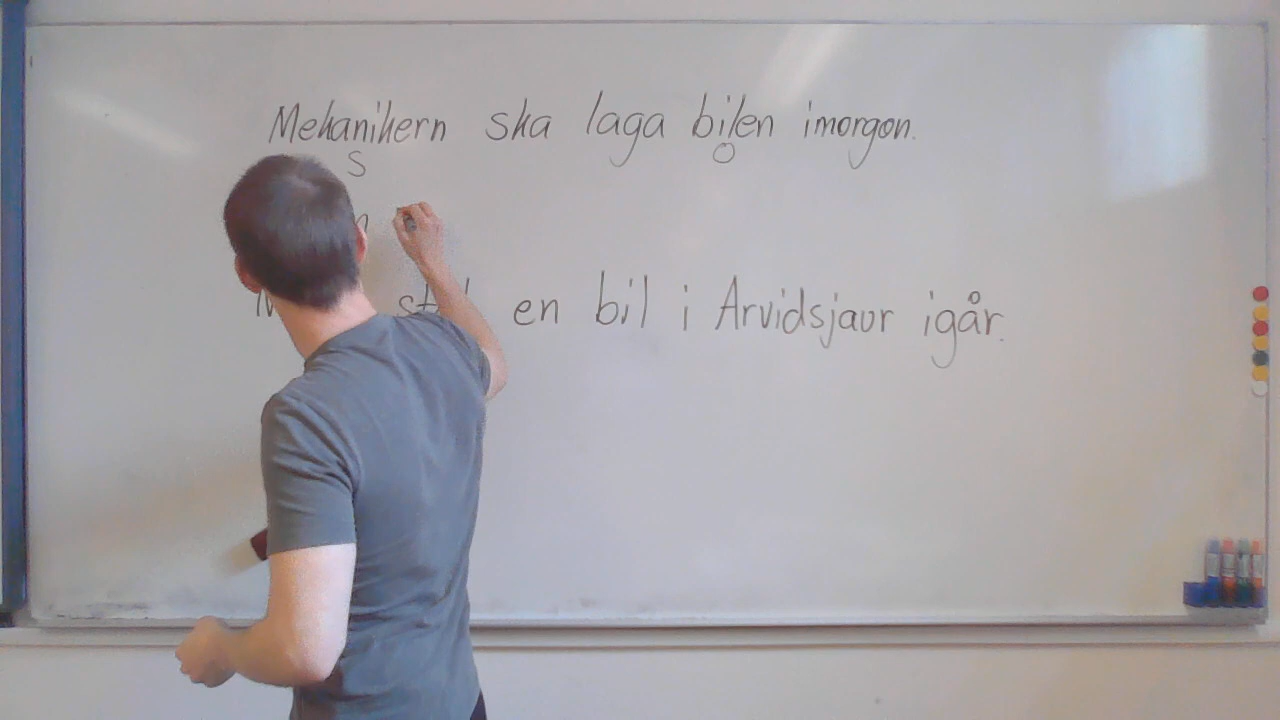 Mekanikern ska laga bilen imorgon.
S O
n
en bil i Arvidsjaur igår.